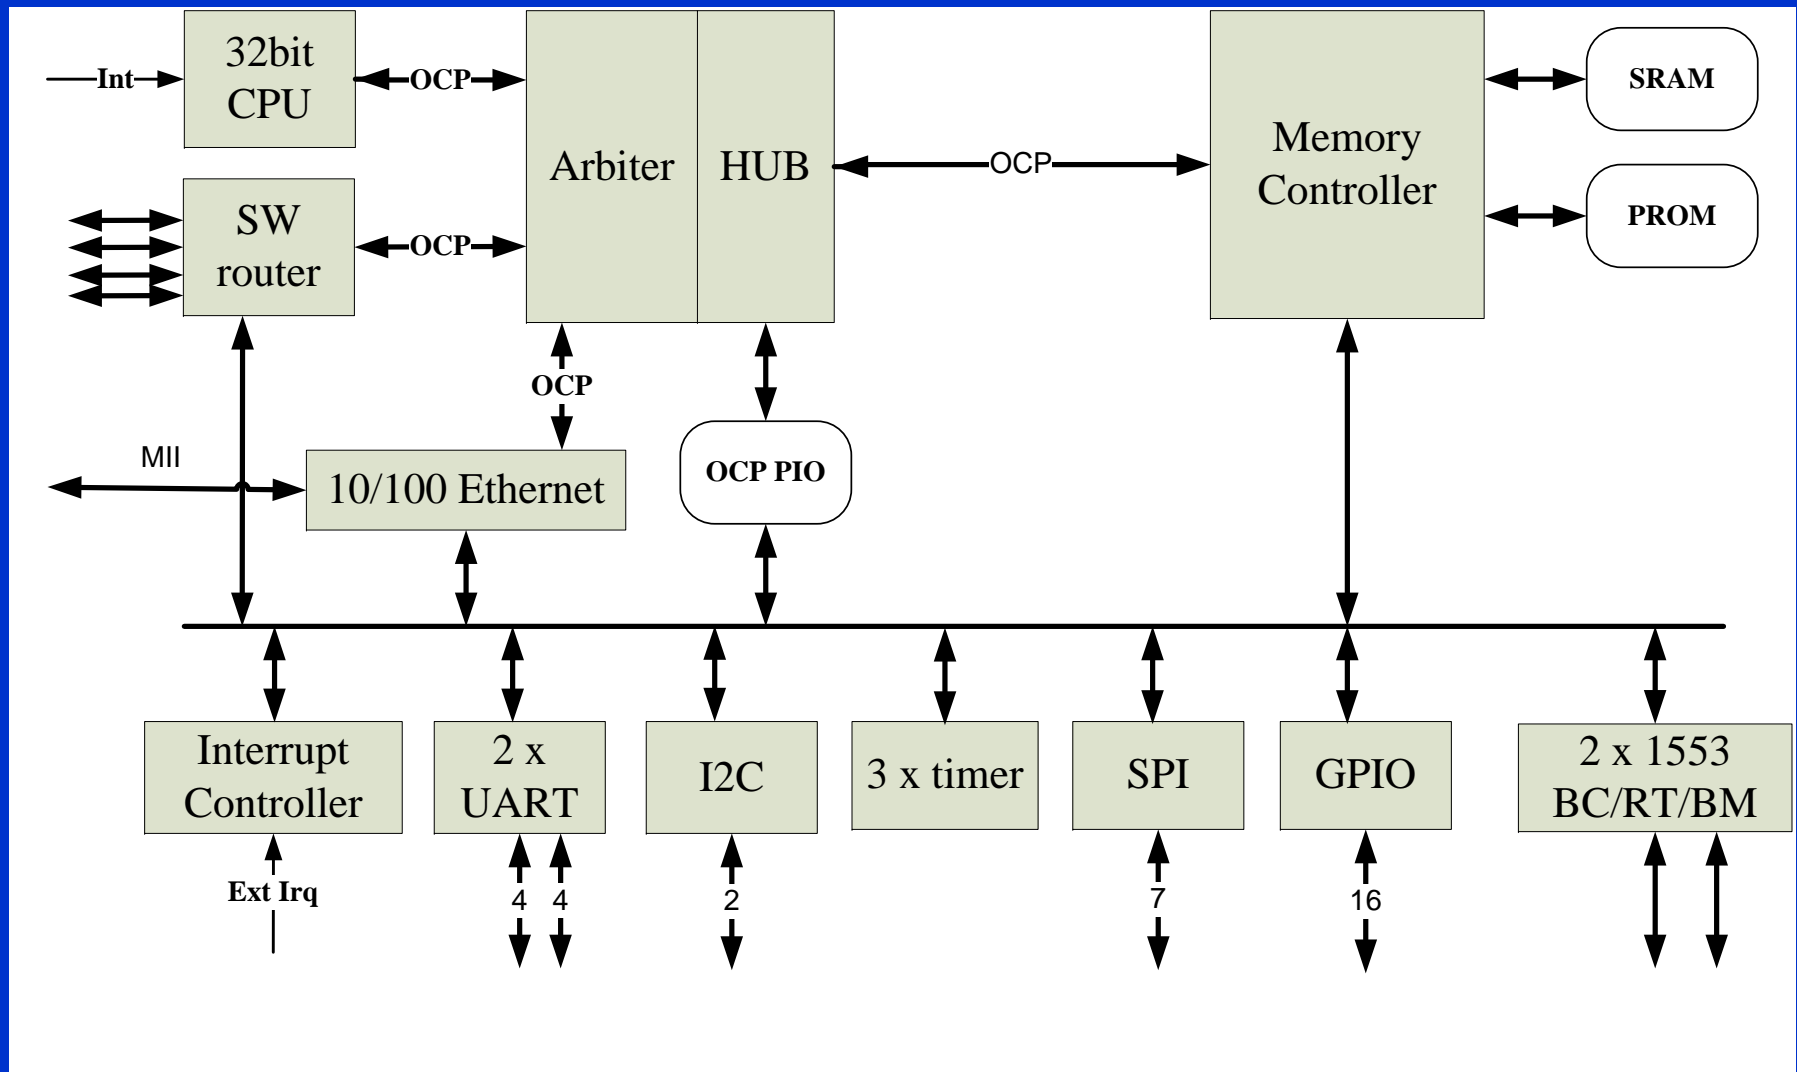 32bit
CPU
Int
OCP
Arbiter
HUB
OCP
Memory
Controller
SRAM
PROM
SW
router
OCP
OCP
MII
10/100 Ethernet
OCP PIO
Interrupt
Controller
2 x
UART
I2C
3 x timer
SPI
GPIO
2 x 1553
BC/RT/BM
Ext Irq
4
4
2
7
16